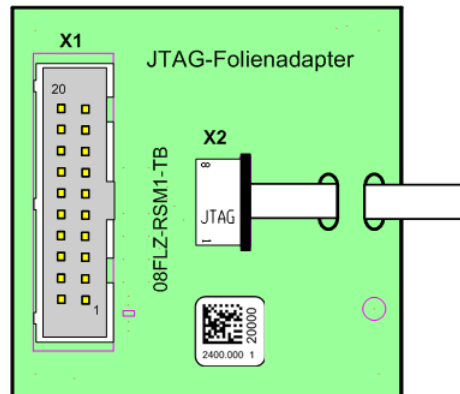 X1
JTAG-Folienadapter
20
X2
8
JTAG
1
08FLZ-RSM1-TB
1
20000
2400.000 1